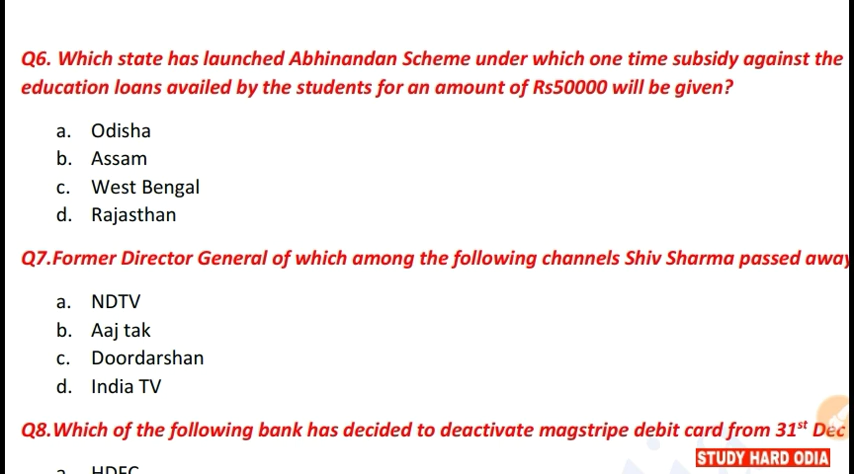 Q6. Which state has launched Abhinandan Scheme under which one time subsidy against the
education loans availed by the students for an amount of Rs50000 will be given?
a. Odisha
b. Assam
c. West Bengal
d. Rajasthan
Q7.Former Director General of which among the following channels Shiv Sharma passed away
a. NDTV
b. Aaj tak
c. Doordarshan
d. India TV
Q8.Which of the following bank has decided to deactivate magstripe debit card from 31st Dec
STUDY HARD ODIA